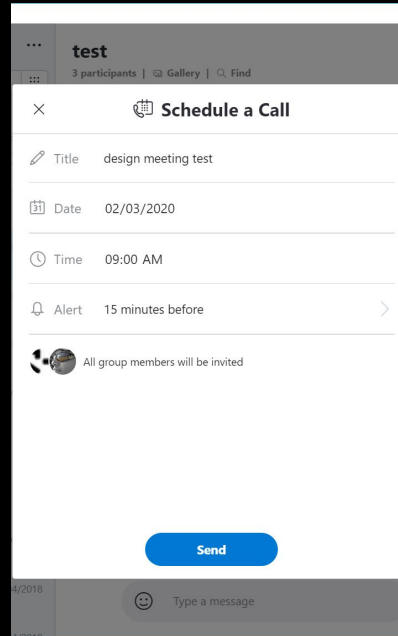 test
3 participants | Gallery | Find
Schedule a Call
Title design meeting test
31 Date 02/03/2020
Time 09:00 AM
Alert 15 minutes before
All group members will be invited
Send
4/2018
Type a message